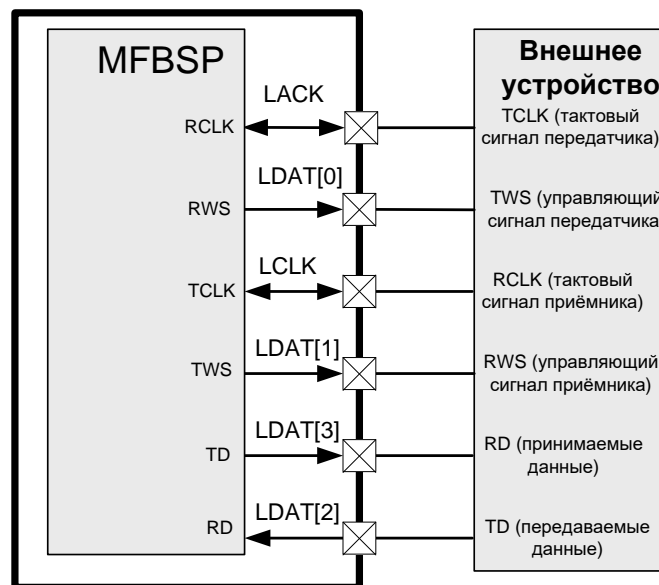 MFBSP
Внешнее
устройство
LACK
RCLK
TCLK (тактовый
сигнал передатчика)
LDAT[0]
RWS
TWS (управляющий
сигнал передатчика
LCLK
TCLK
RCLK (тактовый
сигнал приёмника)
LDAT[1]
TWS
RWS (управляющий
сигнал приёмника)
LDAT[3]
TD
RD (принимаемые
данные)
LDAT[2]
RD
TD (передаваемые
данные)